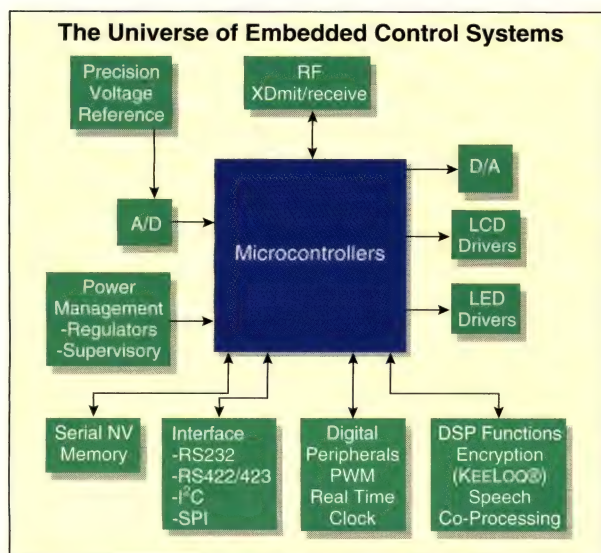 The Universe of Embedded Control Systems
Precision
Voltage
Reference
RF
XDmit/receive
A/D
Microcontrollers
D/A
LCD
Drivers
LED
Drivers
Power
Management
-Regulators
-Supervisory
Serial NV
Memory
Interface
-RS232
-RS422/423
-I²C
-SPI
Digital
Peripherals
PWM
Real Time
Clock
DSP Functions
Encryption
(KEELOQ®)
Speech
Co-Processing